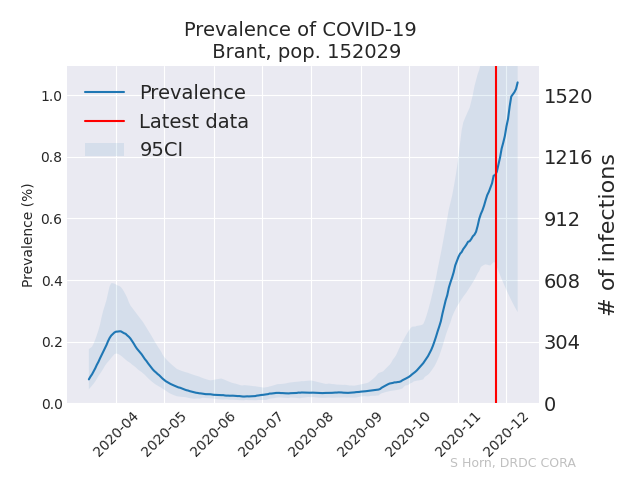 Prevalence of COVID-19
Brant, pop. 152029
Prevalence
Latest data
95CI
Prevalence (%)
1.0
0.8
0.6
0.4
0.2
0.0
1520
1216
912
608
304
0
# of infections
2020-04
2020-05
2020-06
2020-07
2020-08
2020-09
2020-10
2020-11
2020-12
S Horn, DRDC CORA